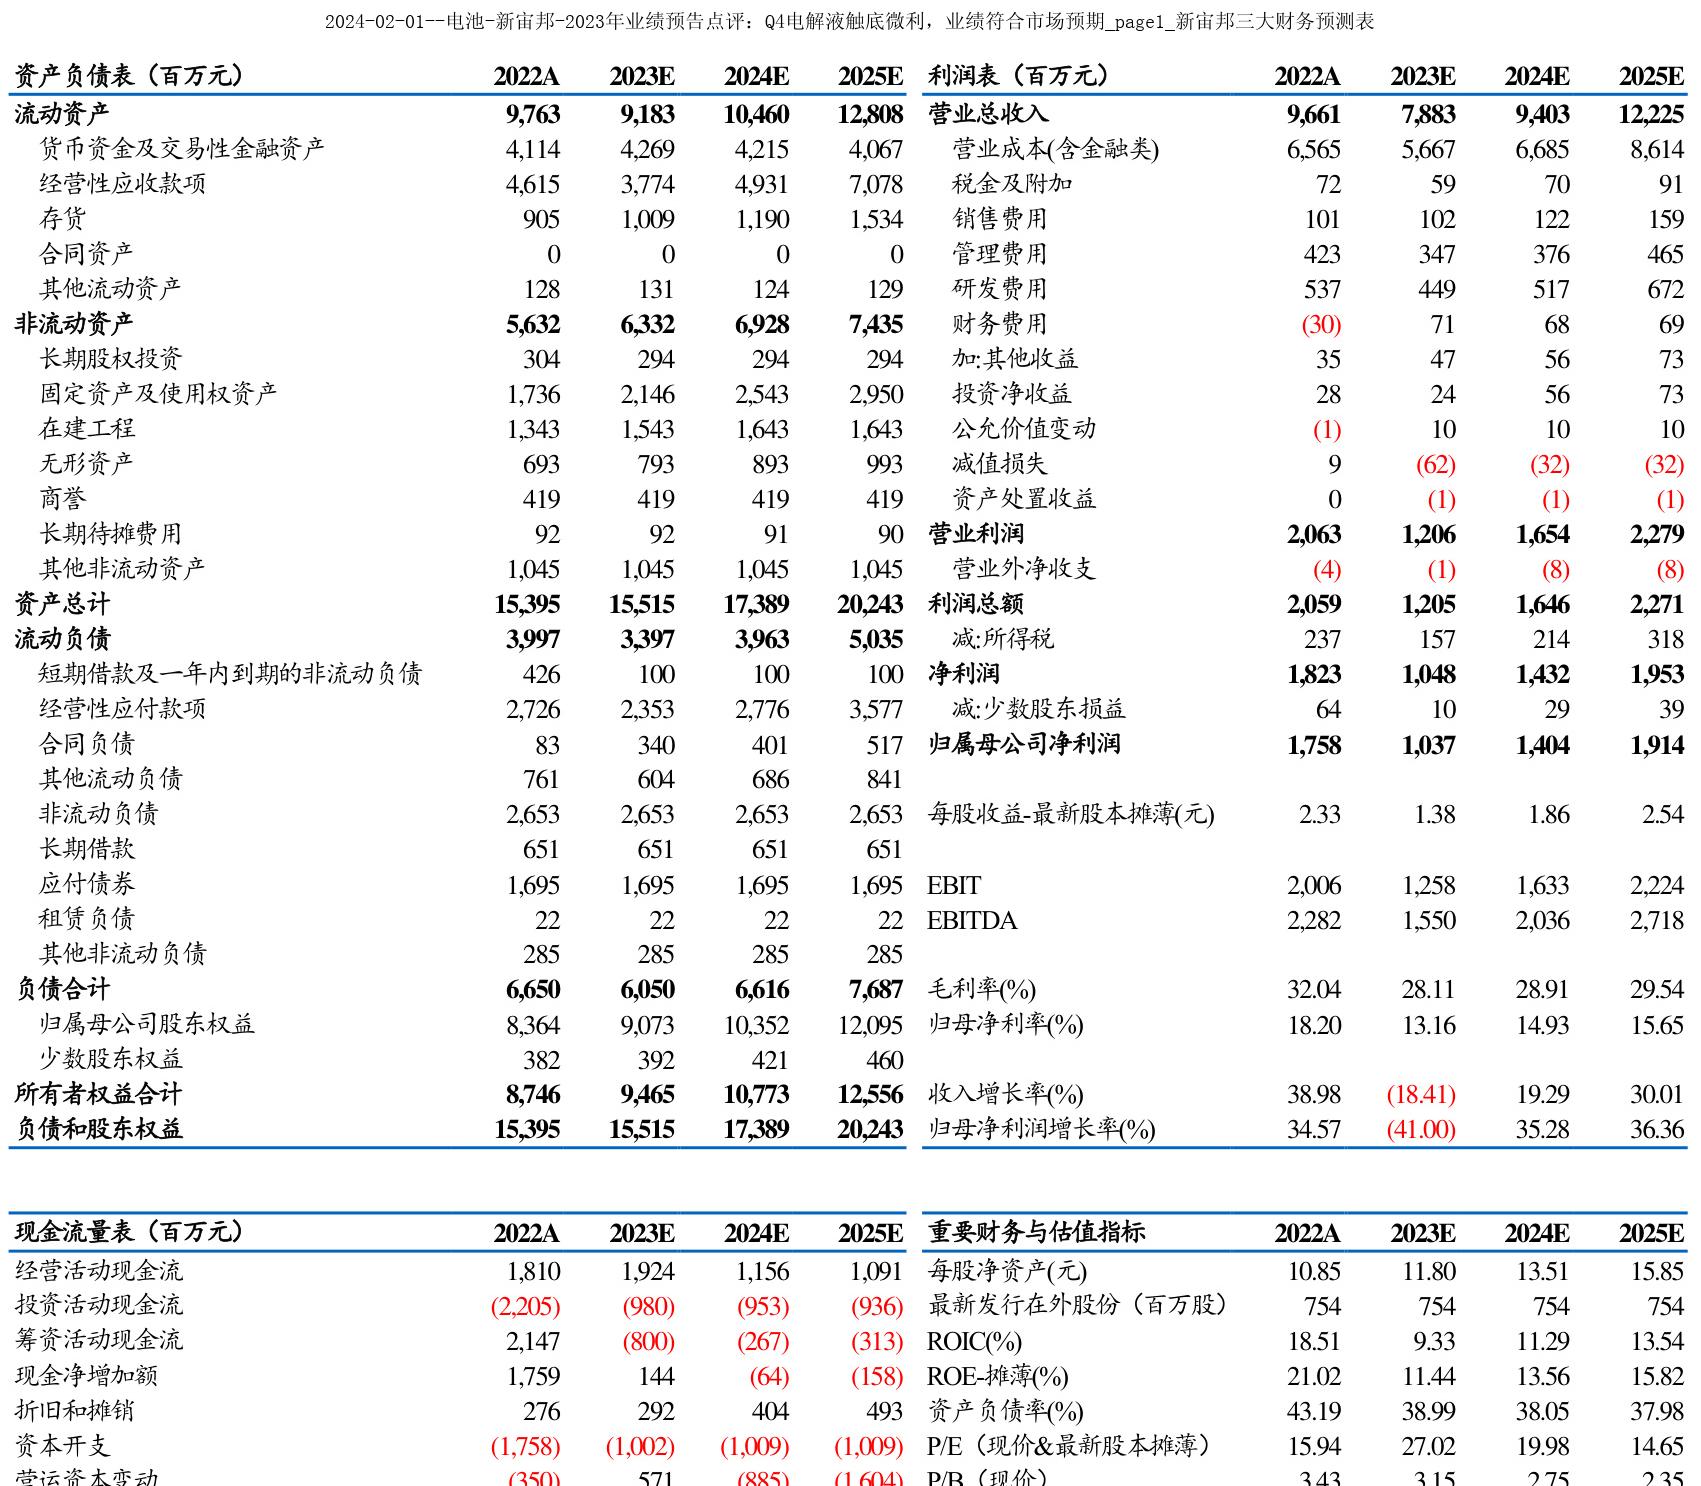 2024-02-01--电池-新宙邦-2023年业绩预告点评：Q4电解液触底微利，业绩符合市场预期_page1_新宙邦三大财务预测表
资产负债表（百万元） 2022A 2023E 2024E 2025E 利润表（百万元） 2022A 2023E 2024E 2025E
流动资产 9,763 9,183 10,460 12,808 营业总收入 9,661 7,883 9,403 12,225
货币资金及交易性金融资产 4,114 4,269 4,215 4,067 营业成本(含金融类) 6,565 5,667 6,685 8,614
经营性应收款项 4,615 3,774 4,931 7,078 税金及附加 72 59 70 91
存货 905 1,009 1,190 1,534 销售费用 101 102 122 159
合同资产 0 0 0 0 管理费用 423 347 376 465
其他流动资产 128 131 124 129 研发费用 537 449 517 672
非流动资产 5,632 6,332 6,928 7,435 财务费用 (30) 71 68 69
长期股权投资 304 294 294 294 加:其他收益 35 47 56 73
固定资产及使用权资产 1,736 2,146 2,543 2,950 投资净收益 28 24 56 73
在建工程 1,343 1,543 1,643 1,643 公允价值变动 (1) 10 10 10
无形资产 693 793 893 993 减值损失 9 (62) (32) (32)
商誉 419 419 419 419 资产处置收益 0 (1) (1) (1)
长期待摊费用 92 92 91 90 营业利润 2,063 1,206 1,654 2,279
其他非流动资产 1,045 1,045 1,045 1,045 营业外净收支 (4) (1) (8) (8)
资产总计 15,395 15,515 17,389 20,243 利润总额 2,059 1,205 1,646 2,271
流动负债 3,997 3,397 3,963 5,035 减:所得税 237 157 214 318
短期借款及一年内到期的非流动负债 426 100 100 100 净利润 1,823 1,048 1,432 1,953
经营性应付款项 2,726 2,353 2,776 3,577 减:少数股东损益 64 10 29 39
合同负债 83 340 401 517 归属母公司净利润 1,758 1,037 1,404 1,914
其他流动负债 761 604 686 841
非流动负债 2,653 2,653 2,653 2,653 每股收益-最新股本摊薄(元) 2.33 1.38 1.86 2.54
长期借款 651 651 651 651
应付债券 1,695 1,695 1,695 1,695 EBIT 2,006 1,258 1,633 2,224
租赁负债 22 22 22 22 EBITDA 2,282 1,550 2,036 2,718
其他非流动负债 285 285 285 285
负债合计 6,650 6,050 6,616 7,687 毛利率(%) 32.04 28.11 28.91 29.54
归属母公司股东权益 8,364 9,073 10,352 12,095 归母净利率(%) 18.20 13.16 14.93 15.65
少数股东权益 382 392 421 460
所有者权益合计 8,746 9,465 10,773 12,556 收入增长率(%) 38.98 (18.41) 19.29 30.01
负债和股东权益 15,395 15,515 17,389 20,243 归母净利润增长率(%) 34.57 (41.00) 35.28 36.36
现金流量表（百万元） 2022A 2023E 2024E 2025E 重要财务与估值指标 2022A 2023E 2024E 2025E
经营活动现金流 1,810 1,924 1,156 1,091 每股净资产(元) 10.85 11.80 13.51 15.85
投资活动现金流 (2,205) (980) (953) (936) 最新发行在外股份（百万股） 754 754 754 754
筹资活动现金流 2,147 (800) (267) (313) ROIC(%) 18.51 9.33 11.29 13.54
现金净增加额 1,759 144 (64) (158) ROE-摊薄(%) 21.02 11.44 13.56 15.82
折旧和摊销 276 292 404 493 资产负债率(%) 43.19 38.99 38.05 37.98
资本开支 (1,758) (1,002) (1,009) (1,009) P/E（现价&最新股本摊薄） 15.94 27.02 19.98 14.65
营运资本变动 (350) 571 (885) (1,604) P/B（现价） 3.43 3.15 2.75 2.35